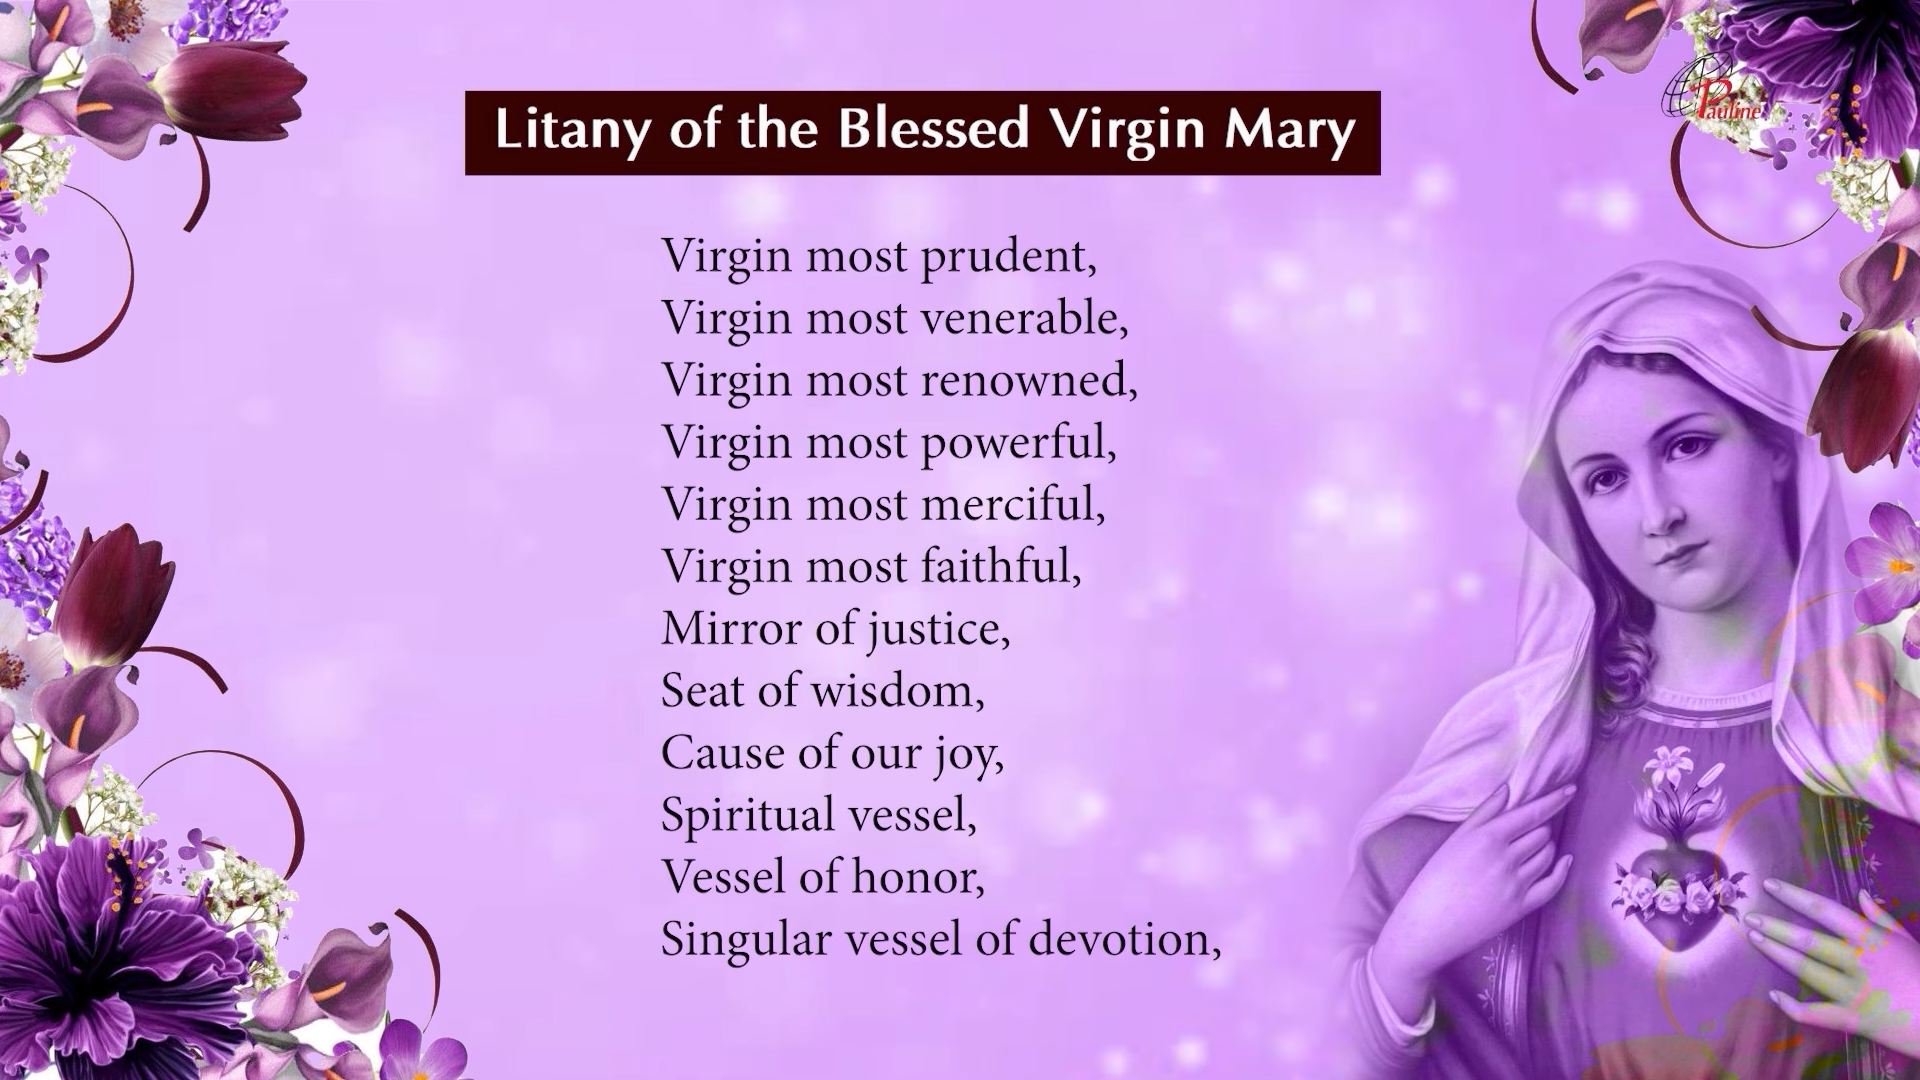 Pauline
Litany of the Blessed Virgin Mary
Virgin most prudent,
Virgin most venerable,
Virgin most renowned,
Virgin most powerful,
Virgin most merciful,
Virgin most faithful,
Mirror of justice,
Seat of wisdom,
Cause of our joy,
Spiritual vessel,
Vessel of honor,
Singular vessel of devotion,